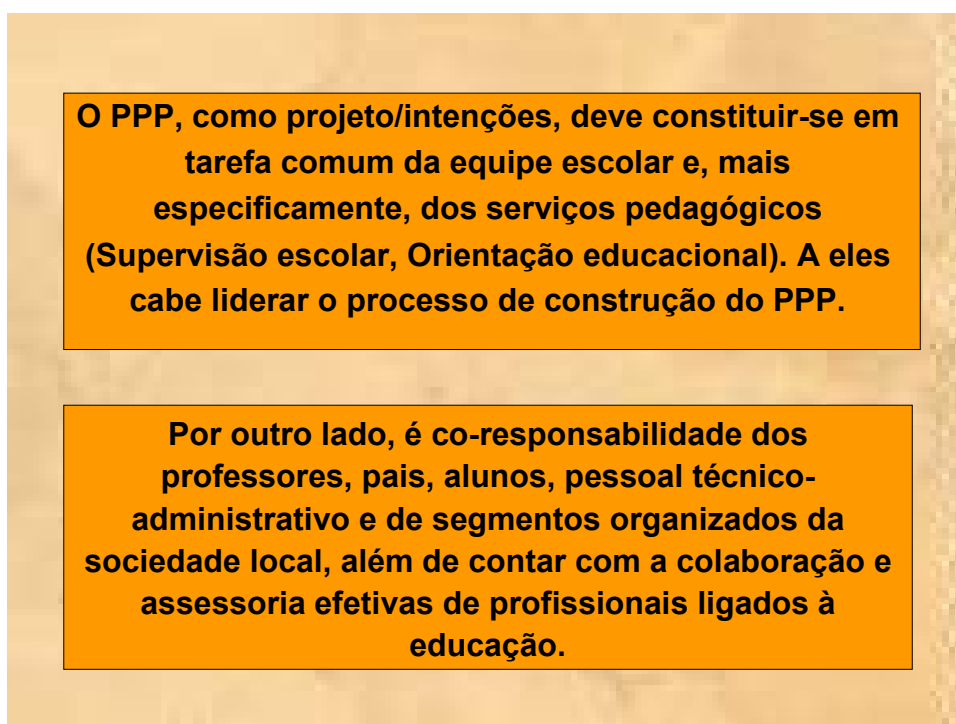 O PPP, como projeto/intenções, deve constituir-se em
tarefa comum da equipe escolar e, mais
especificamente, dos serviços pedagógicos
(Supervisão escolar, Orientação educacional). A eles
cabe liderar o processo de construção do PPP.
Por outro lado, é co-responsabilidade dos
professores, pais, alunos, pessoal técnico-
administrativo e de segmentos organizados da
sociedade local, além de contar com a colaboração e
assessoria efetivas de profissionais ligados à
educação.